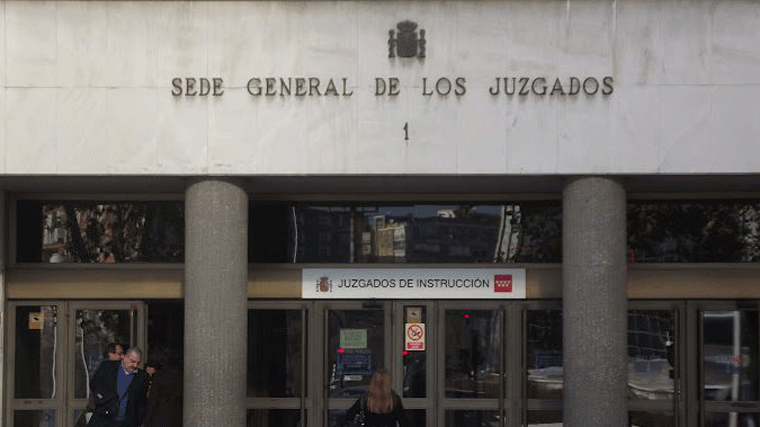 SEDE GENERAL DE LOS JUZGADOS
1
JUZGADOS DE INSTRUCCIÓN